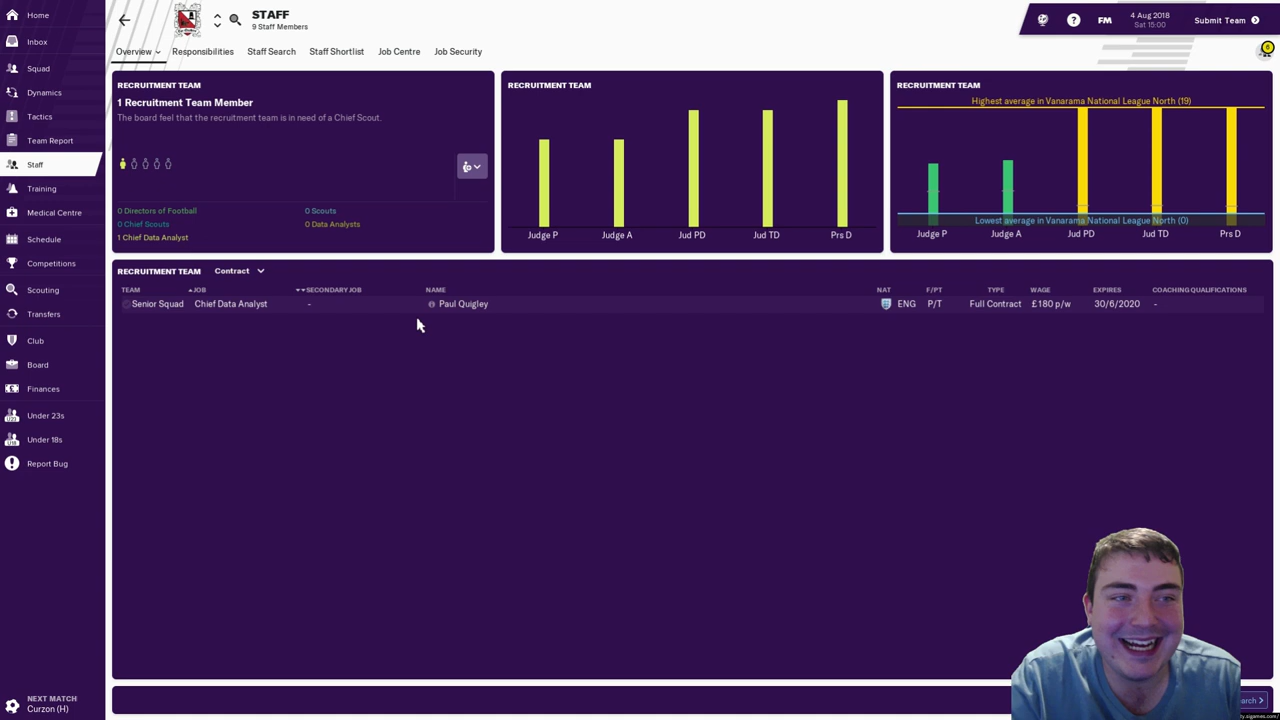 Home
Inbox
Squad
Dynamics
Tactics
Team Report
Staff
Training
Medical Centre
Schedule
Competitions
Scouting
Transfers
Club
Board
Finances
Under 23s
Under 18s
Report Bug
NEXT MATCH
Curzon (H)
STAFF
9 Staff Members
4 Aug 2018
Sat 15:00
FM
Submit Team
6
Overview
Responsibilities
Staff Search
Staff Shortlist
Job Centre
Job Security
RECRUITMENT TEAM
1 Recruitment Team Member
The board feel that the recruitment team is in need of a Chief Scout.
0 Directors of Football
0 Scouts
0 Chief Scouts
0 Data Analysts
1 Chief Data Analyst
RECRUITMENT TEAM
Judge P Judge A Jud PD Jud TD Prs D
RECRUITMENT TEAM
Highest average in Vanarama National League North (19)
Lowest average in Vanarama National League North (0)
Judge P Judge A Jud PD Jud TD Prs D
RECRUITMENT TEAM Contract
TEAM JOB SECONDARY JOB NAME NAT F/PT TYPE WAGE EXPIRES COACHING QUALIFICATIONS
Senior Squad Chief Data Analyst - Paul Quigley ENG P/T Full Contract £180 p/w 30/6/2020 -